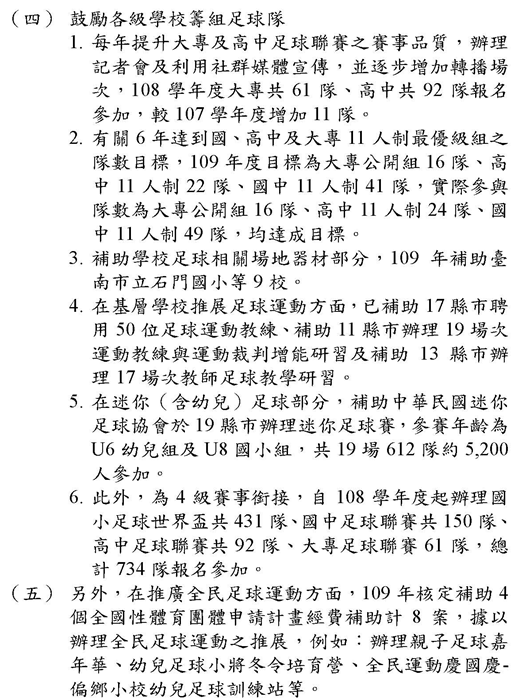 （四） 鼓勵各級學校籌組足球隊
1. 每年提升大專及高中足球聯賽之賽事品質，辦理
記者會及利用社群媒體宣傳，並逐步增加轉播場
次，108 學年度大專共 61 隊、高中共 92 隊報名
參加，較 107 學年度增加 11 隊。
2. 有關 6 年達到國、高中及大專 11 人制最優級組之
隊數目標，109 年度目標為大專公開組 16 隊、高
中 11 人制 22 隊、國中 11 人制 41 隊，實際參與
隊數為大專公開組 16 隊、高中 11 人制 24 隊、國
中 11 人制 49 隊，均達成目標。
3. 補助學校足球相關場地器材部分，109 年補助臺
南市立石門國小等 9 校。
4. 在基層學校推展足球運動方面，已補助 17 縣市聘
用 50 位足球運動教練、補助 11 縣市辦理 19 場次
運動教練與運動裁判增能研習及補助 13 縣市辦
理 17 場次教師足球教學研習。
5. 在迷你（含幼兒）足球部分，補助中華民國迷你
足球協會於 19 縣市辦理迷你足球賽，參賽年齡為
U6 幼兒組及 U8 國小組，共 19 場 612 隊約 5,200
人參加。
6. 此外，為 4 級賽事銜接，自 108 學年度起辦理國
小足球世界盃共 431 隊、國中足球聯賽共 150 隊、
高中足球聯賽共 92 隊、大專足球聯賽 61 隊，總
計 734 隊報名參加。
（五） 另外，在推廣全民足球運動方面，109 年核定補助 4
個全國性體育團體申請計畫經費補助計 8 案，據以
辦理全民足球運動之推展，例如：辦理親子足球嘉
年華、幼兒足球小將冬令培育營、全民運動慶國慶-
偏鄉小校幼兒足球訓練站等。